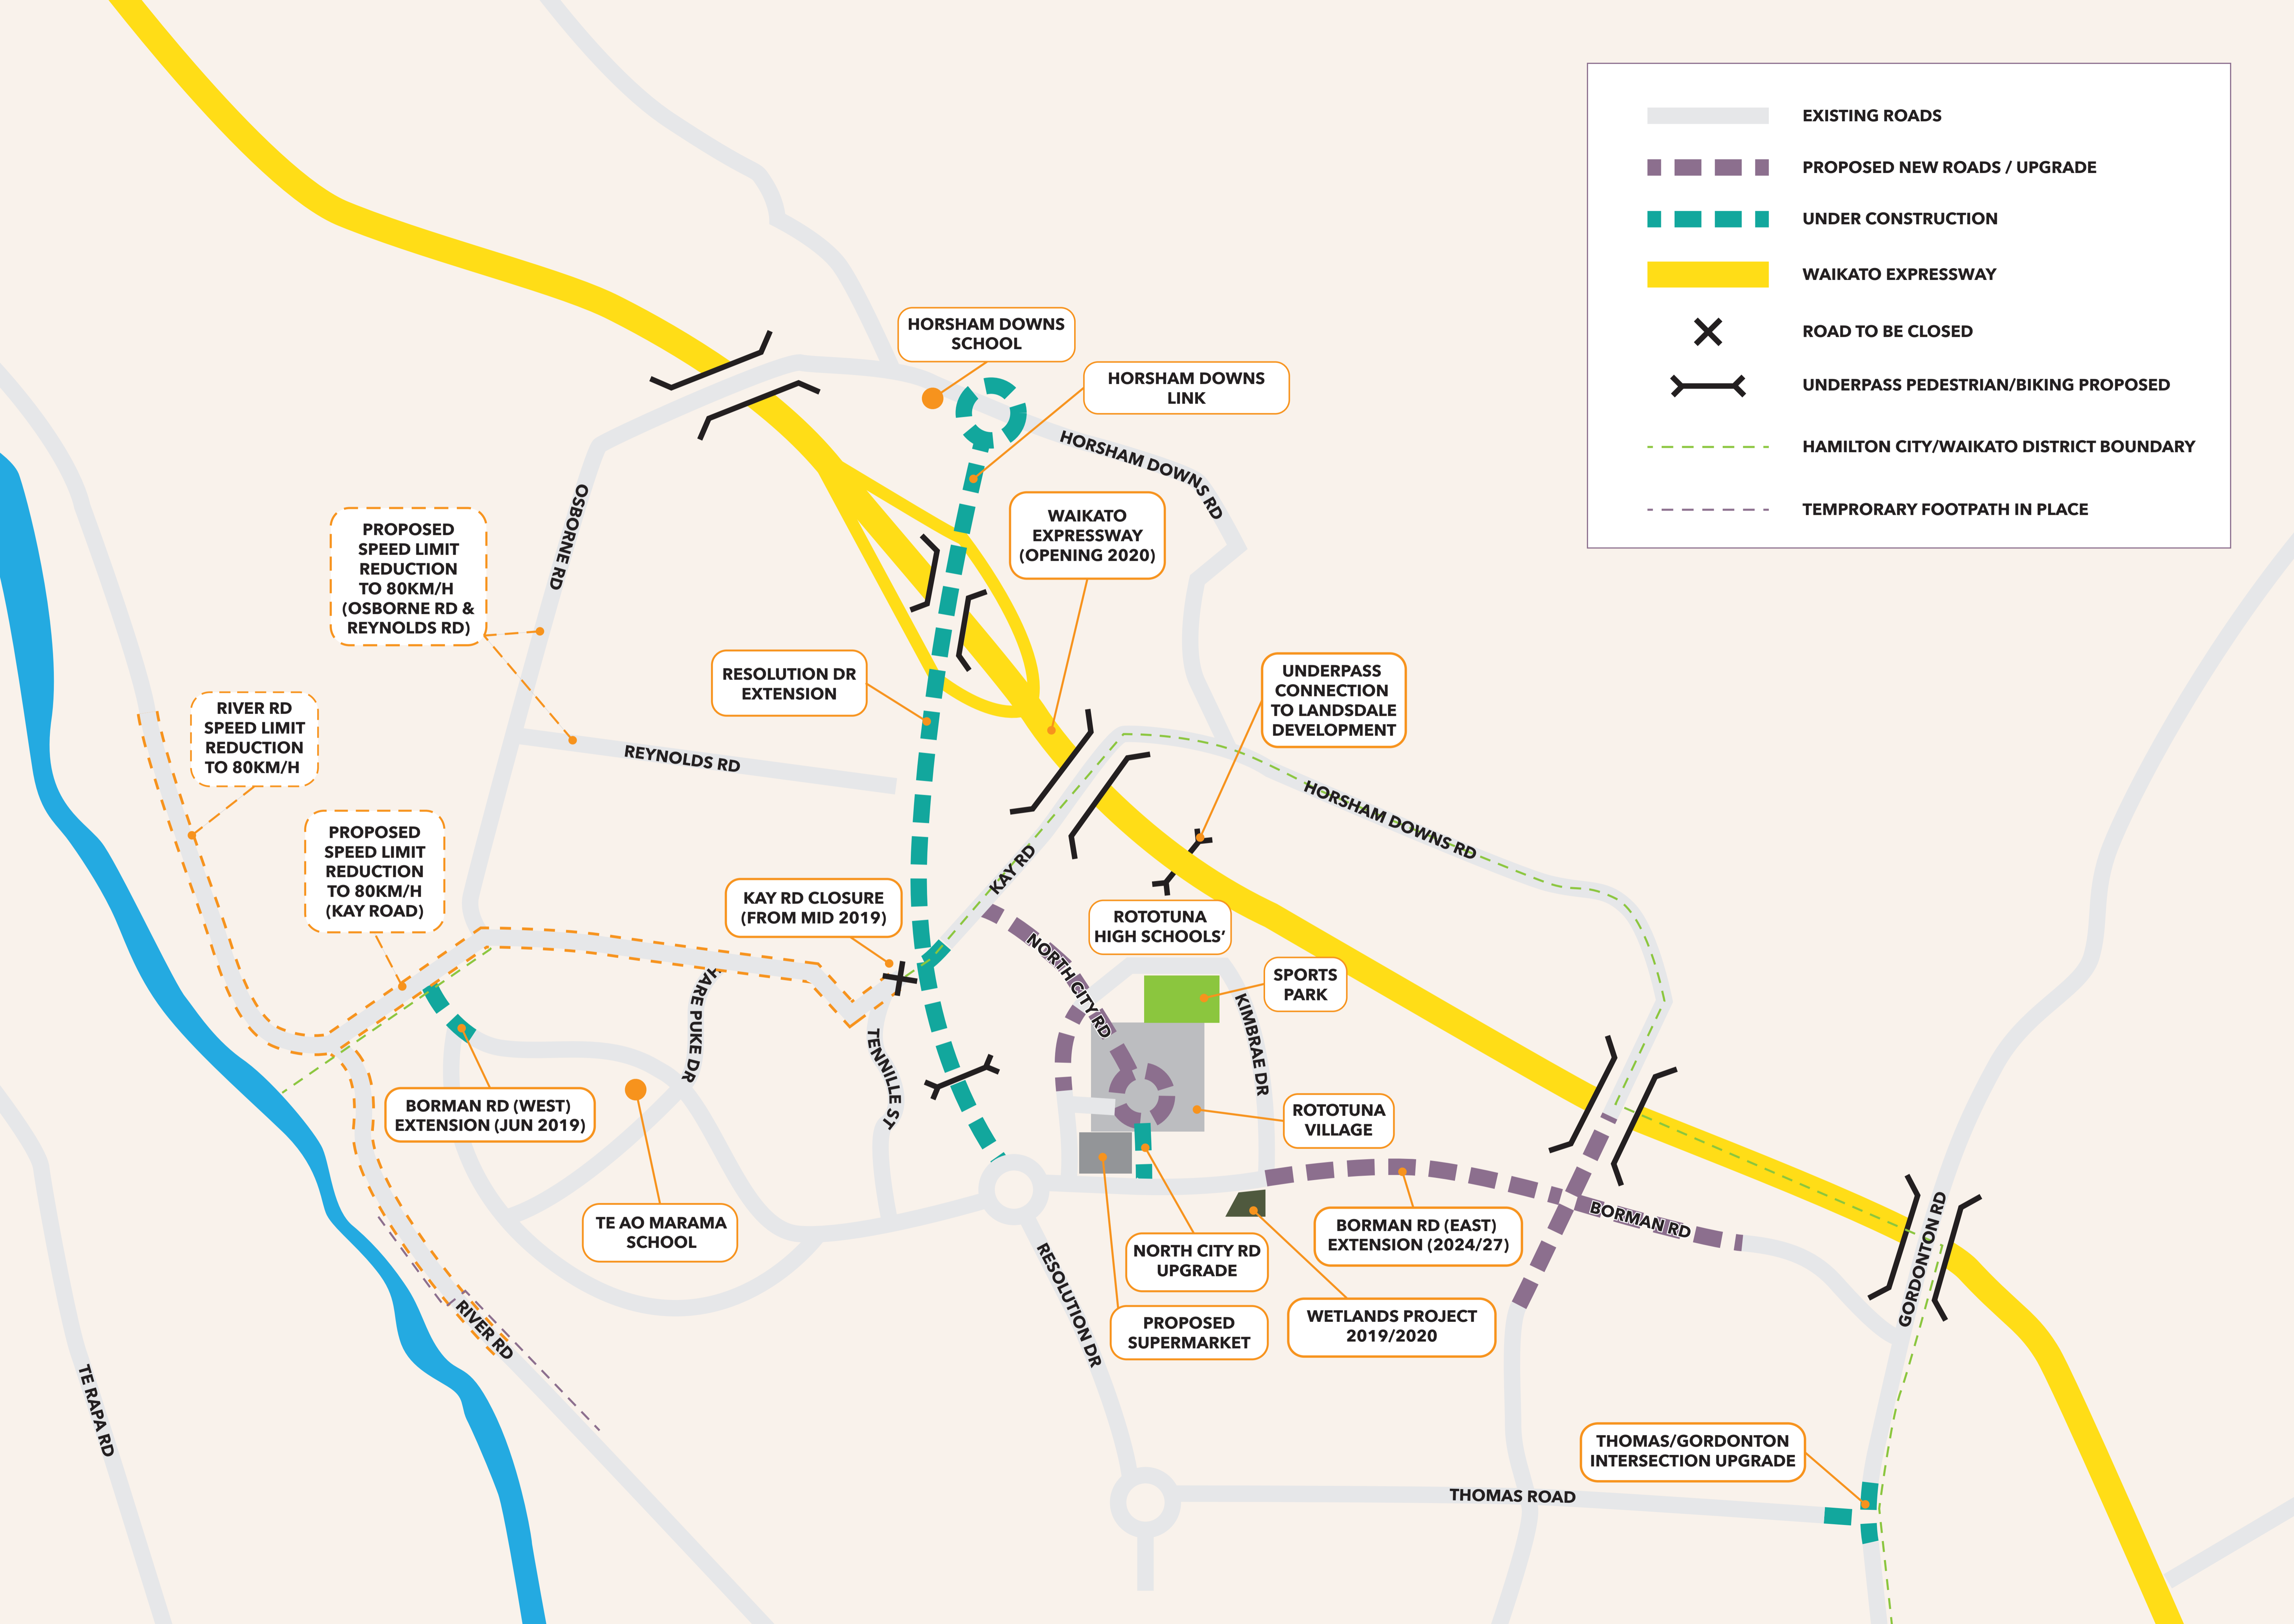 EXISTING ROADS
PROPOSED NEW ROADS / UPGRADE
UNDER CONSTRUCTION
WAIKATO EXPRESSWAY
ROAD TO BE CLOSED
UNDERPASS PEDESTRIAN/BIKING PROPOSED
HAMILTON CITY/WAIKATO DISTRICT BOUNDARY
TEMPRORARY FOOTPATH IN PLACE
HORSHAM DOWNS
SCHOOL
HORSHAM DOWNS
LINK
HORSHAM DOWNS RD
OSBORNE RD
PROPOSED
SPEED LIMIT
REDUCTION
TO 80KM/H
(OSBORNE RD &
REYNOLDS RD)
WAIKATO
EXPRESSWAY
(OPENING 2020)
RESOLUTION DR
EXTENSION
UNDERPASS
CONNECTION
TO LANDSDALE
DEVELOPMENT
RIVER RD
SPEED LIMIT
REDUCTION
TO 80KM/H
REYNOLDS RD
HORSHAM DOWNS RD
PROPOSED
SPEED LIMIT
REDUCTION
TO 80KM/H
(KAY ROAD)
KAY RD
KAY RD CLOSURE
(FROM MID 2019)
ROTOTUNA
HIGH SCHOOLS'
NORTH CITY RD
SPORTS
PARK
HARE PUKE DR
KIMBRAE DR
TENNILLE ST
BORMAN RD (WEST)
EXTENSION (JUN 2019)
ROTOTUNA
VILLAGE
TE AO MARAMA
SCHOOL
BORMAN RD
BORMAN RD (EAST)
EXTENSION (2024/27)
NORTH CITY RD
UPGRADE
GORDONTON RD
RESOLUTION DR
WETLANDS PROJECT
2019/2020
PROPOSED
SUPERMARKET
RIVER RD
TE RAPA RD
THOMAS/GORDONTON
INTERSECTION UPGRADE
THOMAS ROAD